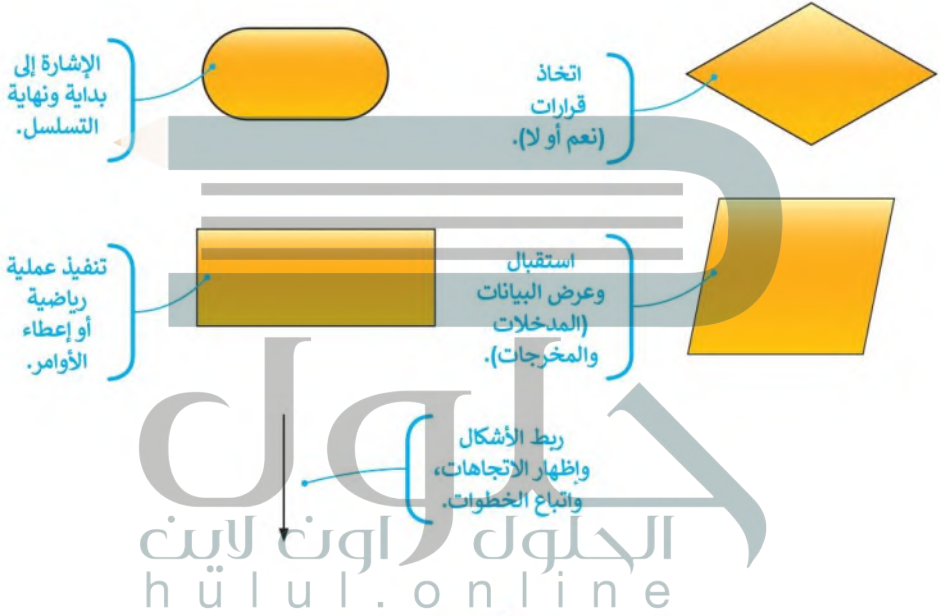 اتخاذ
قرارات
(نعم أو لا).
الإشارة إلى
بداية ونهاية
التسلسل.
استقبال
وعرض البيانات
(المدخلات
والمخرجات).
تنفيذ عملية
رياضية
أو إعطاء
الأوامر.
ربط الأشكال
وإظهار الاتجاهات،
واتباع الخطوات.
حلول
الحلول اون لاين
hulul.online